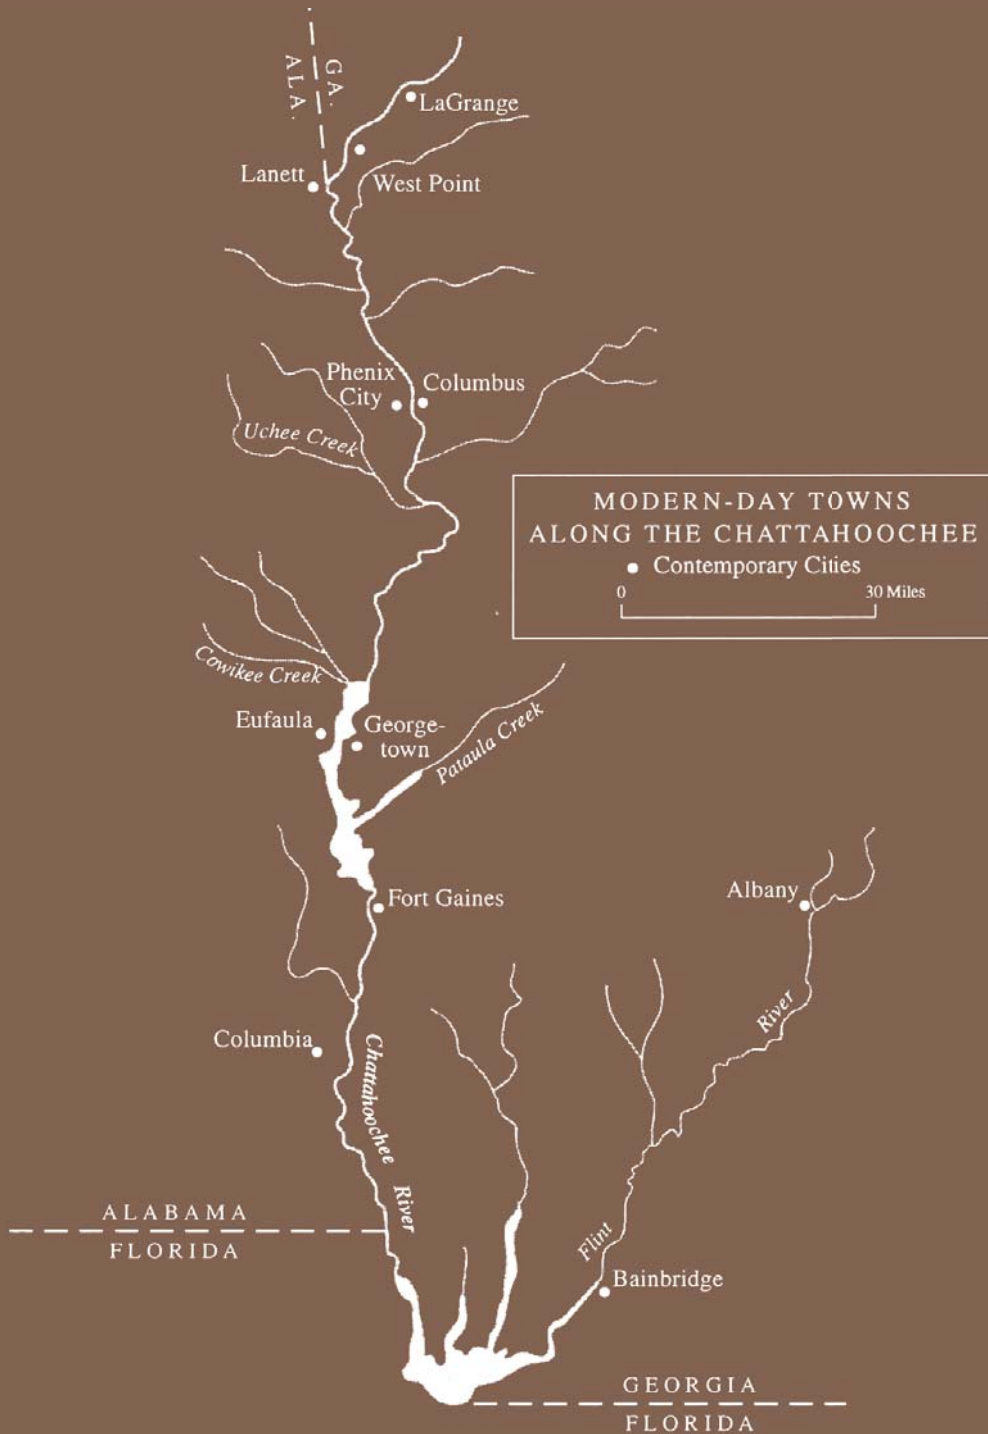 GA.
ALA.
LaGrange
West Point
Lanett
Phenix
City
Columbus
Uchee Creek
MODERN-DAY TOWNS
ALONG THE CHATTAHOOCHEE
Contemporary Cities
0 30 Miles
Cowikee Creek
Eufaula
George-
town
Pataula Creek
Fort Gaines
Albany
River
Columbia
Chattahoochee River
ALABAMA
FLORIDA
Flint
Bainbridge
GEORGIA
FLORIDA